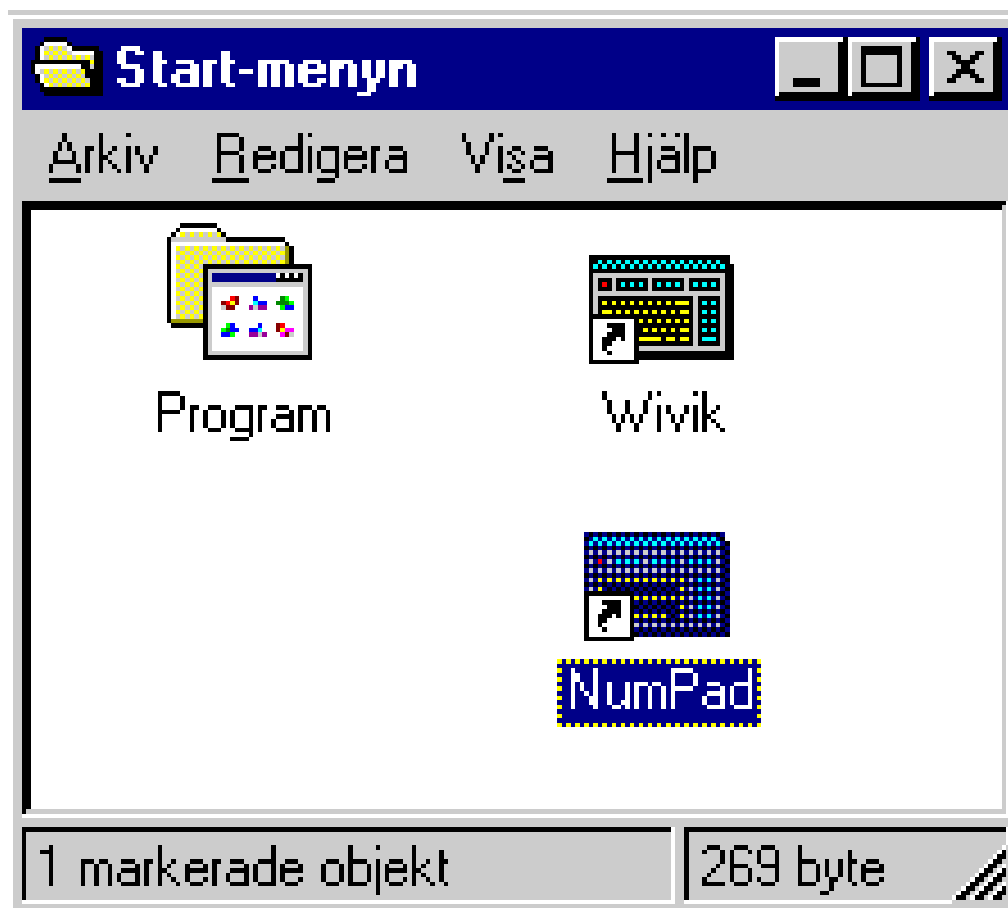 Start-menyn
Arkiv Redigera Visa Hjälp
Program Wivik
NumPad
1 markerade objekt 269 byte